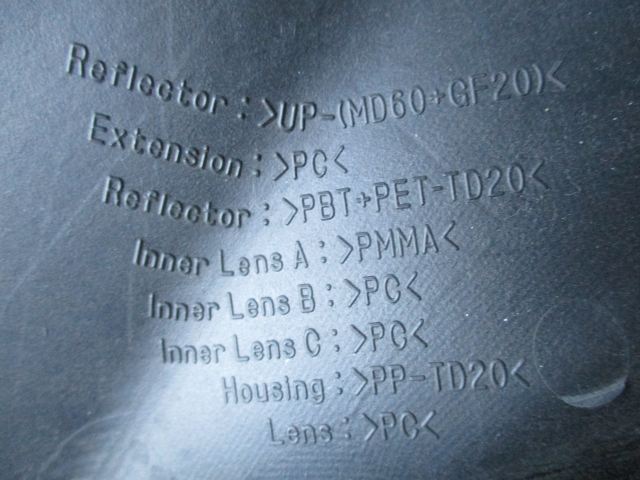 Reflector:>UP-(MD60+GF20)<
Extension:>PC<
Reflector:>PBT+PET-TD20<
Inner Lens A:>PMMA<
Inner Lens B:>PC<
Inner Lens C:>PC<
Housing:>PP-TD20<
Lens:>PC<